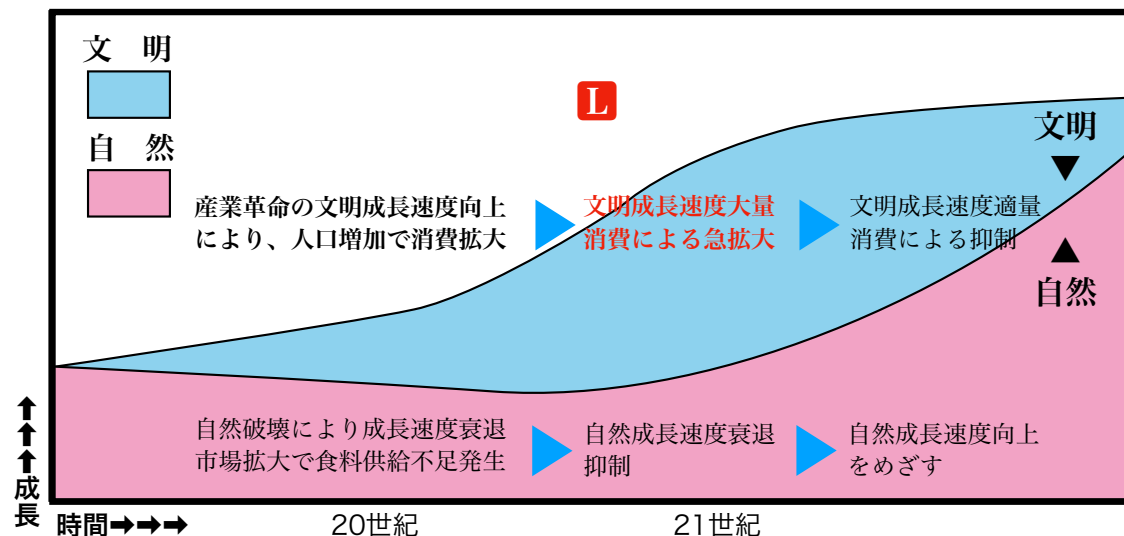 文　明
自　然
L
文明
▼
産業革命の文明成長速度向上
により、人口増加で消費拡大
文明成長速度大量
消費による急拡大
文明成長速度適量
消費による抑制
▲
自然
自然破壊により成長速度衰退
市場拡大で食料供給不足発生
自然成長速度衰退
抑制
自然成長速度向上
をめざす
➡➡➡成長
時間➡➡➡
20世紀
21世紀